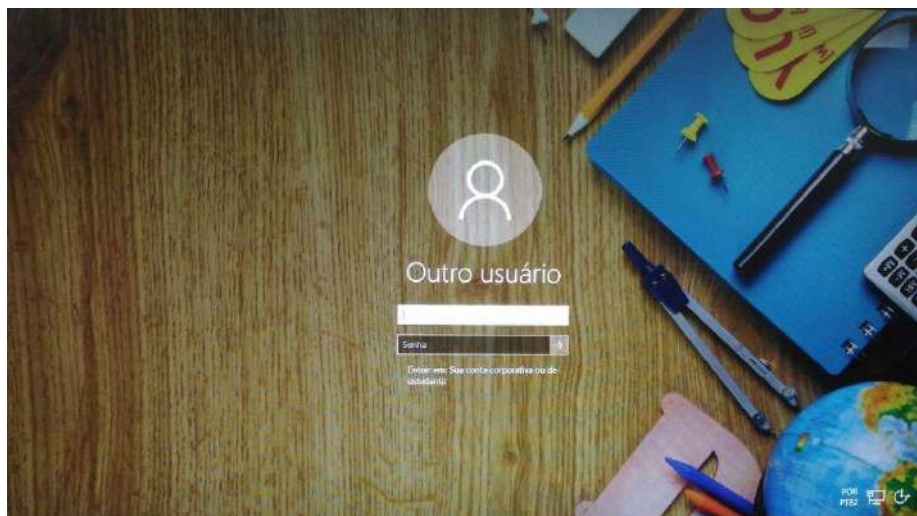 Outro usuário
Senha
Entrar em: Sua conta corporativa ou de
estudante
POR
PTB2